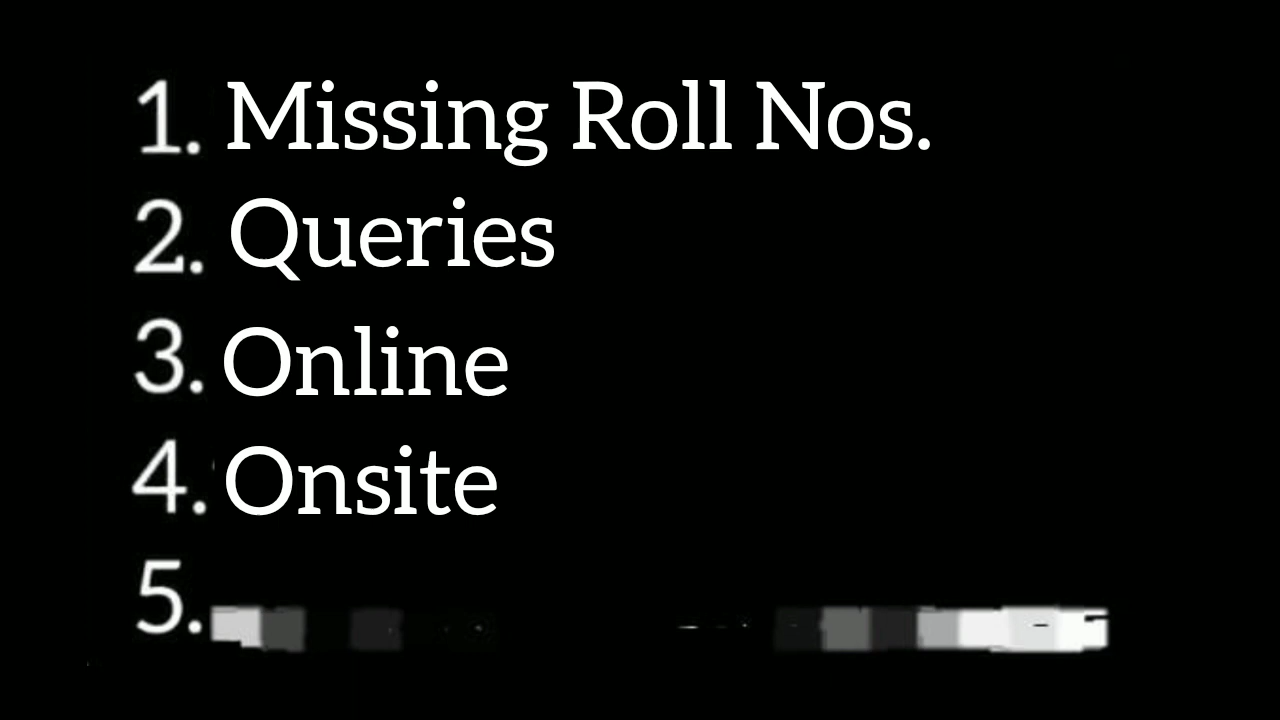 1. Missing Roll Nos.
2. Queries
3. Online
4. Onsite
5.